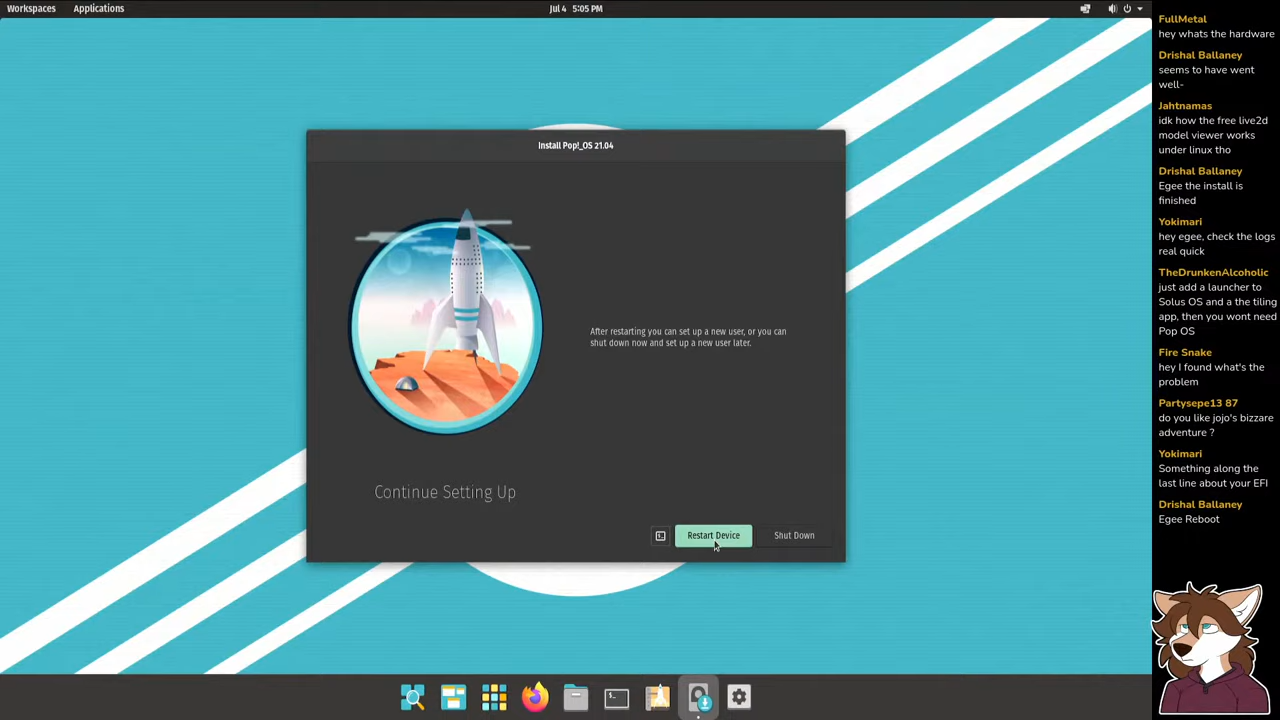 Workspaces
Applications
Jul 4 5:05 PM
Install Pop!_OS 21.04
After restarting you can set up a new user, or you can
shut down now and set up a new user later.
Continue Setting Up
Restart Device
Shut Down
FullMetal
hey whats the hardware
Drishal Ballaney
seems to have went
well-
Jahtnamas
idk how the free live2d
model viewer works
under linux tho
Drishal Ballaney
Egee the install is
finished
Yokimari
hey egee, check the logs
real quick
TheDrunkenAlcoholic
just add a launcher to
Solus OS and a the tiling
app, then you wont need
Pop OS
Fire Snake
hey I found what's the
problem
Partysepe13 87
do you like jojo's bizzare
adventure ?
Yokimari
Something along the
last line about your EFI
Drishal Ballaney
Egee Reboot